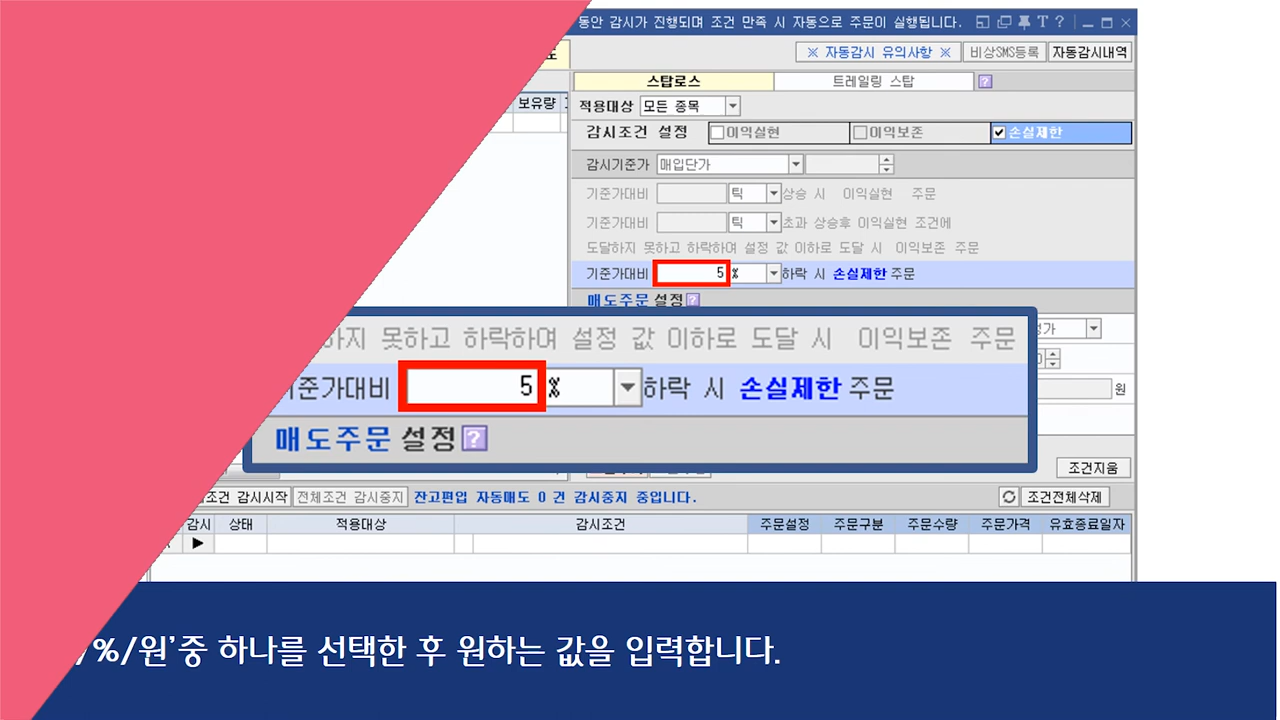 동안 감시가 진행되며 조건 만족 시 자동으로 주문이 실행됩니다.
※ 자동감시 유의사항 ※ 비상SMS등록 자동감시내역
스탑로스 트레일링 스탑 ?
보유량
적용대상 모든 종목
감시조건 설정 이익실현 이익보존 손실제한
감시기준가 매입단가
기준가대비 틱 상승 시 이익실현 주문
기준가대비 틱 초과 상승후 이익실현 조건에
도달하지 못하고 하락하여 설정 값 이하로 도달 시 이익보존 주문
기준가대비 5 % 하락 시 손실제한 주문
매도주문 설정 ?
하지 못하고 하락하여 설정 값 이하로 도달 시 이익보존 주문
기준가대비 5 % 하락 시 손실제한 주문
매도주문 설정 ?
원
조건지움
조건 감시시작 전체조건 감시중지 잔고편입 자동매도 0 건 감시중지 중입니다. 조건전체삭제
감시 상태 적용대상 감시조건 주문설정 주문구분 주문수량 주문가격 유효종료일자
/%/원’중 하나를 선택한 후 원하는 값을 입력합니다.